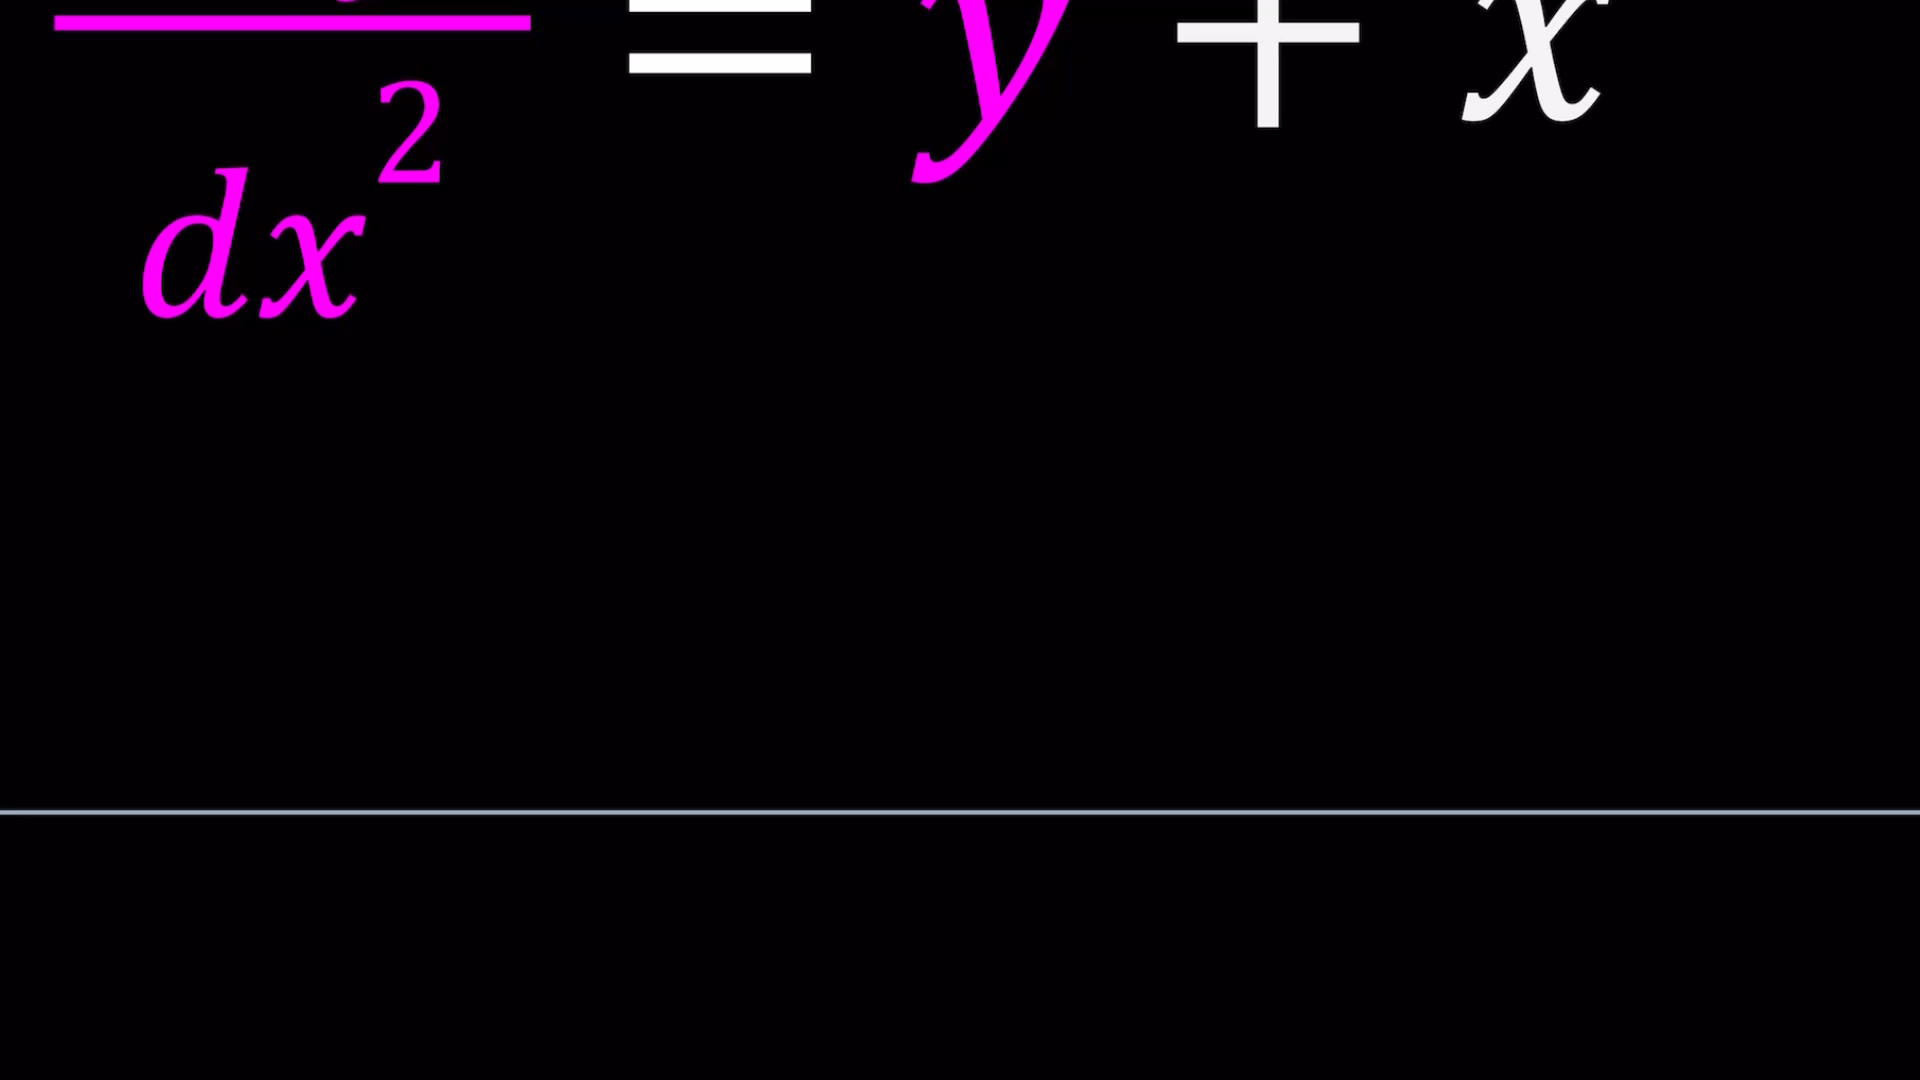 = y + x
dx²